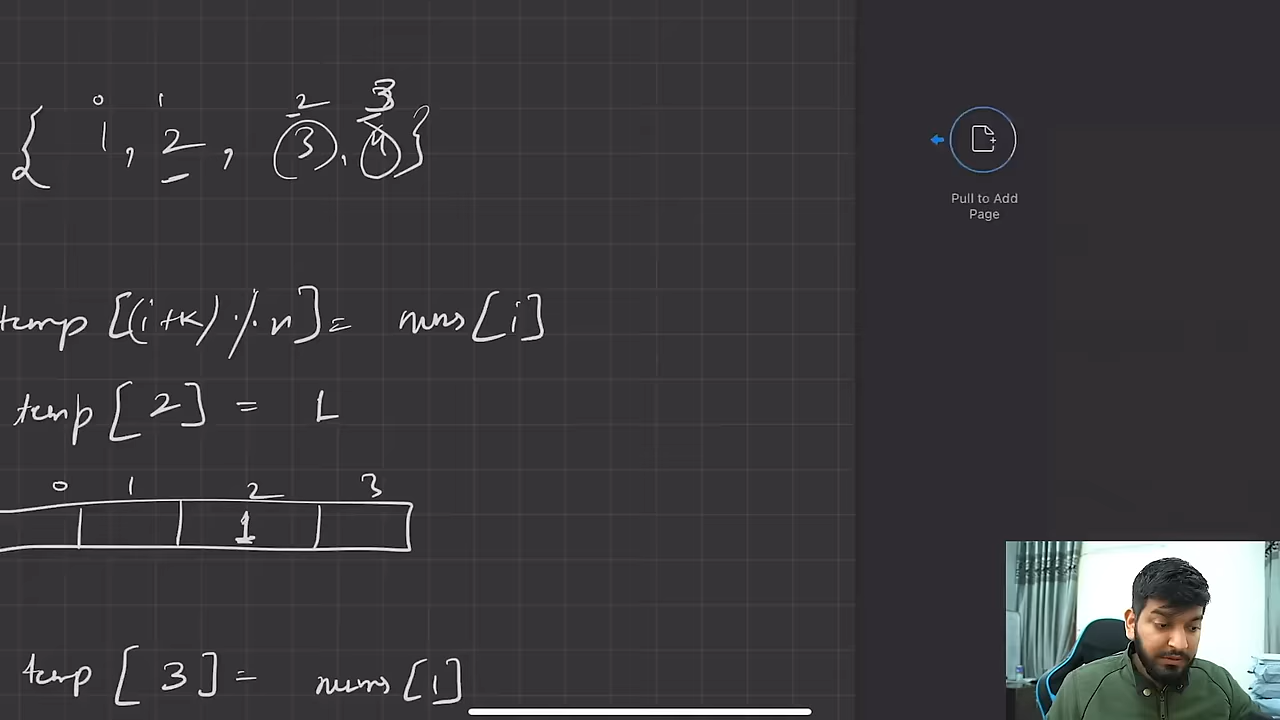 0 1 2 3
{ 1, 2, 3, 4 }
Pull to Add
Page
temp [(i+k) % n] = nums [i]
temp [2] = 1
0 1 2 3
1
temp [3] = nums [1]